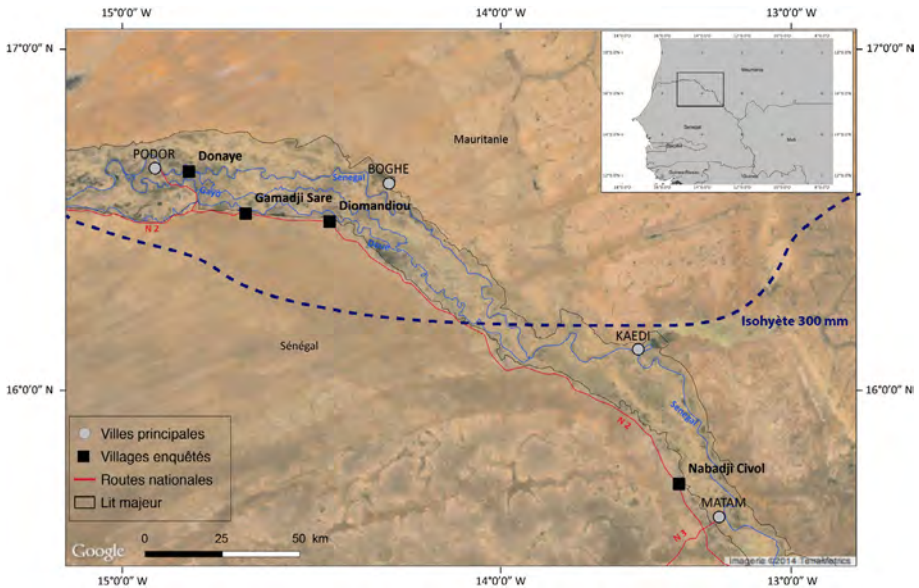 15°0'0" W
14°0'0" W
13°0'0" W
17°0'0" N
17°0'0" N
Mauritanie
Sénégal
Mali
Mauritanie
PODOR
Donaye
BOGHE
Sénégal
Gamadji Sare
Diomandiou
N 2
Isohyète 300 mm
KAEDI
Sénégal
16°0'0" N
16°0'0" N
N 2
Sénégal
Nabadji Civol
MATAM
N 3
Villes principales
Villages enquêtés
Routes nationales
Lit majeur
0 25 50 km
Google
Imagerie ©2014 TerraMetrics
15°0'0" W
14°0'0" W
13°0'0" W